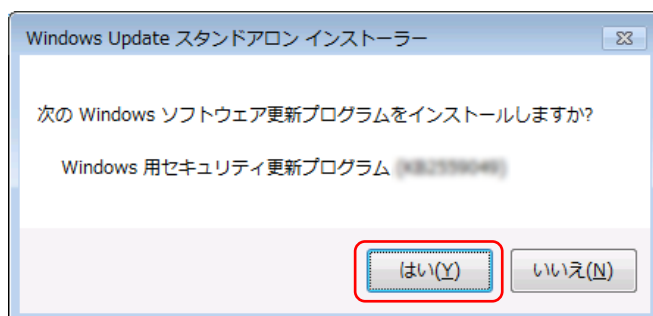 Windows Update スタンドアロン インストーラー
次の Windows ソフトウェア更新プログラムをインストールしますか?
Windows 用セキュリティ更新プログラム
はい(Y)
いいえ(N)